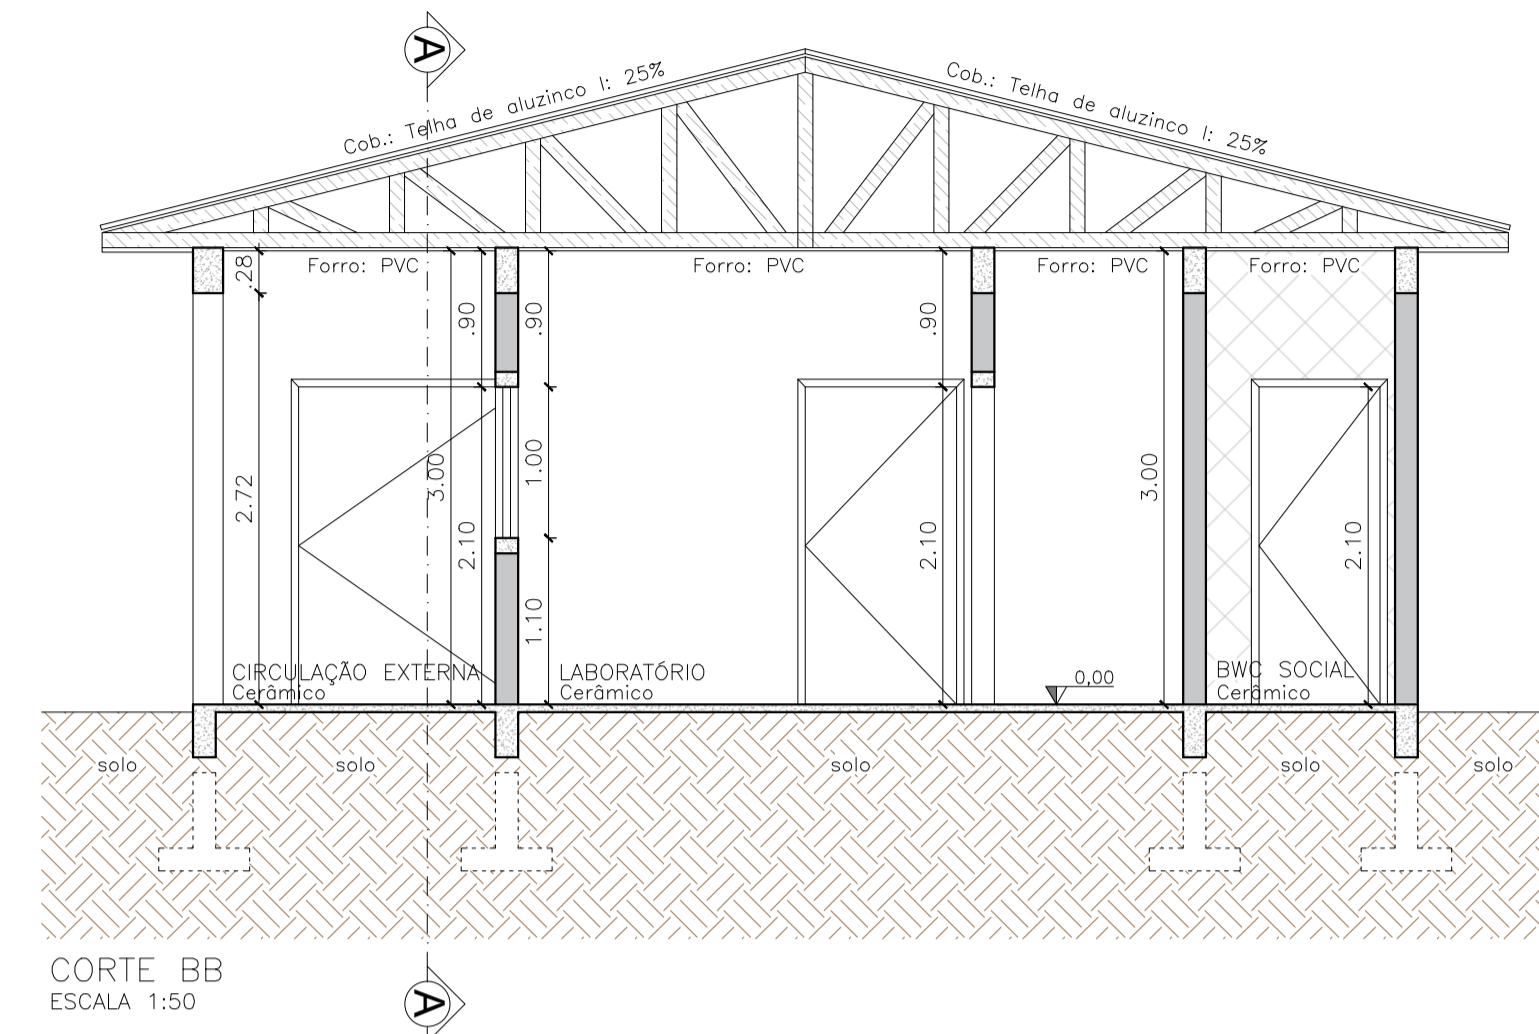 A
Cob.: Telha de aluzinco I: 25%
Cob.: Telha de aluzinco I: 25%
Forro: PVC
Forro: PVC
Forro: PVC
Forro: PVC
.28
.90
.90
.90
2.72
3.00
2.10
1.00
1.10
2.10
3.00
2.10
CIRCULAÇÃO EXTERNA
Cerâmico
LABORATÓRIO
Cerâmico
0,00
BWC SOCIAL
Cerâmico
solo
solo
solo
solo
solo
CORTE BB
ESCALA 1:50
A